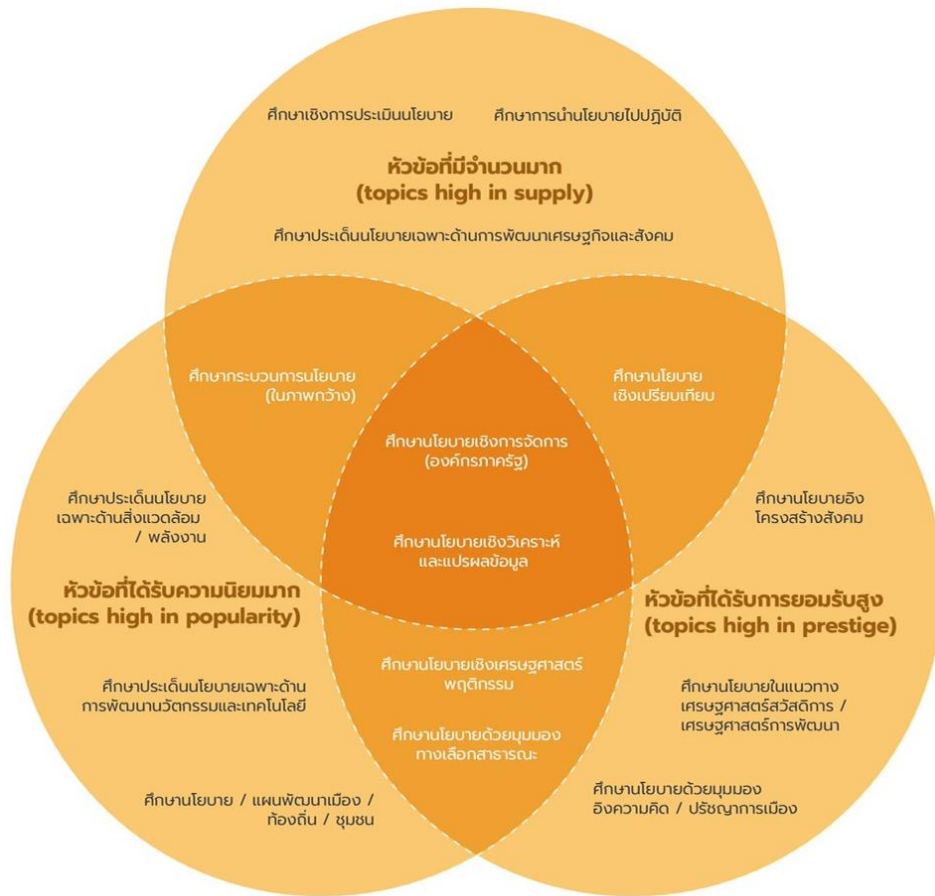 ศึกษาเชิงการประเมินนโยบาย
ศึกษาการนำนโยบายไปปฏิบัติ
หัวข้อที่มีจำนวนมาก
(topics high in supply)
ศึกษาประเด็นนโยบายเฉพาะด้านการพัฒนาเศรษฐกิจและสังคม
ศึกษากระบวนการนโยบาย
(ในภาพกว้าง)
ศึกษานโยบาย
เชิงเปรียบเทียบ
ศึกษานโยบายเชิงการจัดการ
(องค์กรภาครัฐ)
ศึกษาประเด็นนโยบาย
เฉพาะด้านสิ่งแวดล้อม
/ พลังงาน
ศึกษานโยบายอิง
โครงสร้างสังคม
ศึกษานโยบายเชิงวิเคราะห์
และแปรผลข้อมูล
หัวข้อที่ได้รับความนิยมมาก
(topics high in popularity)
หัวข้อที่ได้รับการยอมรับสูง
(topics high in prestige)
ศึกษานโยบายเชิงเศรษฐศาสตร์
พฤติกรรม
ศึกษาประเด็นนโยบายเฉพาะด้าน
การพัฒนานวัตกรรมและเทคโนโลยี
ศึกษานโยบายในแนวทาง
เศรษฐศาสตร์สวัสดิการ /
เศรษฐศาสตร์การพัฒนา
ศึกษานโยบายด้วยมุมมอง
ทางเลือกสาธารณะ
ศึกษานโยบาย / แผนพัฒนาเมือง /
ท้องถิ่น / ชุมชน
ศึกษานโยบายด้วยมุมมอง
อิงความคิด / ปรัชญาการเมือง